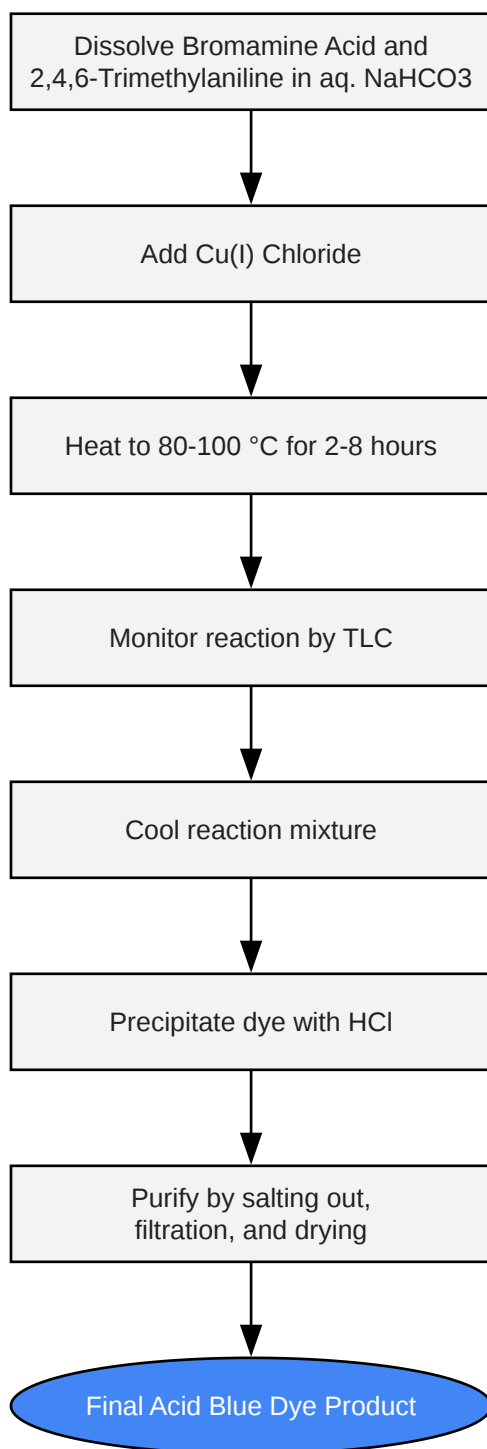 Dissolve Bromamine Acid and
2,4,6-Trimethylaniline in aq. NaHCO3
Add Cu(I) Chloride
Heat to 80-100 °C for 2-8 hours
Monitor reaction by TLC
Cool reaction mixture
Precipitate dye with HCl
Purify by salting out,
filtration, and drying
Final Acid Blue Dye Product